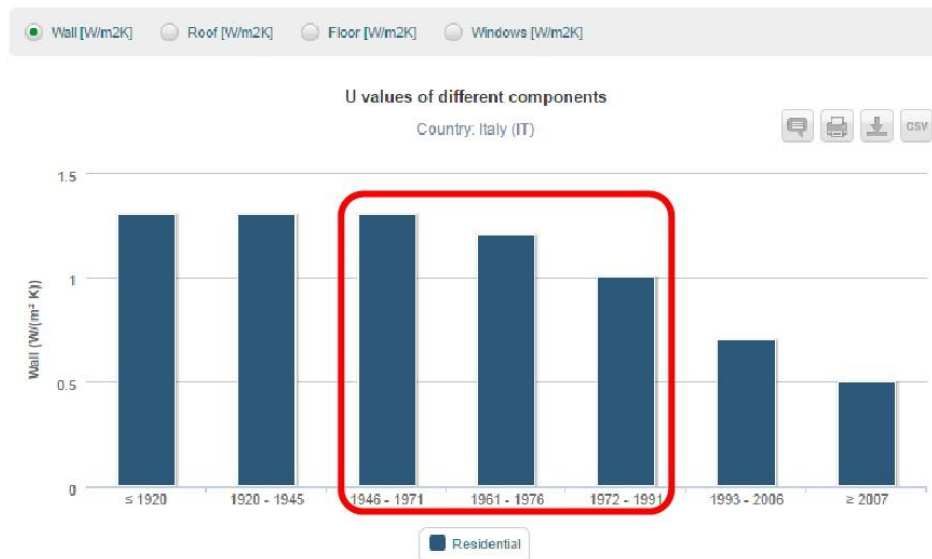 Wall [W/m2K] Roof [W/m2K] Floor [W/m2K] Windows [W/m2K]
U values of different components
Country: Italy (IT)
CSV
Wall (W/(m² K))
1.5
1
0.5
0
≤ 1920 1920 - 1945 1946 - 1971 1961 - 1976 1972 - 1991 1993 - 2006 ≥ 2007
Residential